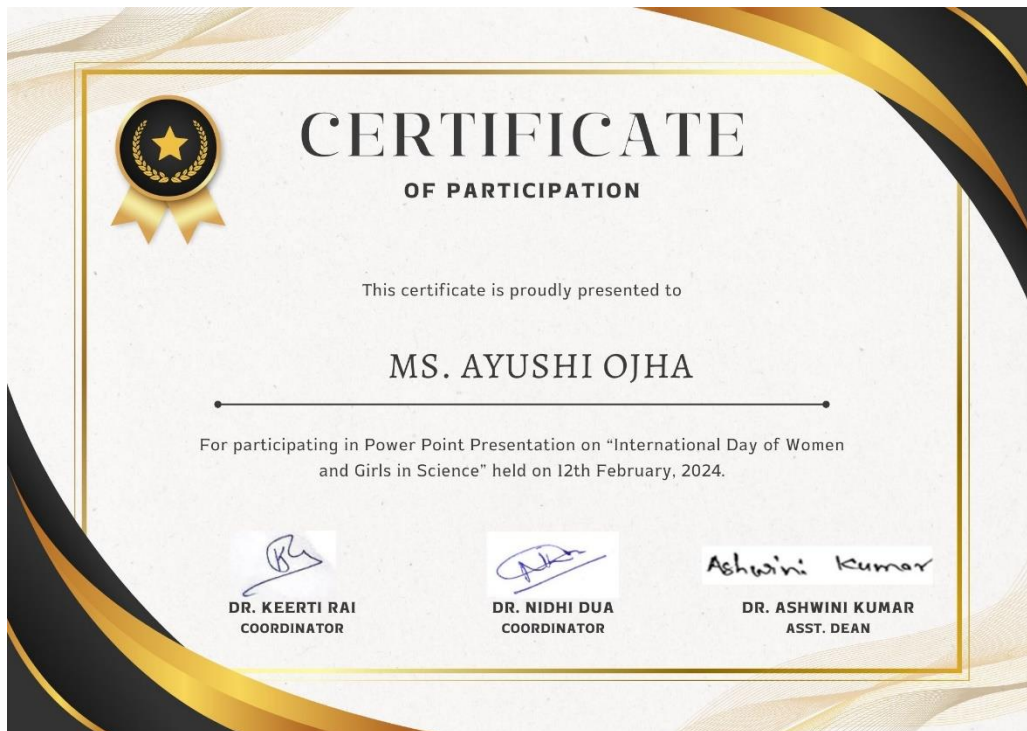 CERTIFICATE
OF PARTICIPATION
This certificate is proudly presented to
MS. AYUSHI OJHA
For participating in Power Point Presentation on “International Day of Women
and Girls in Science” held on 12th February, 2024.
Ashwini Kumar
DR. KEERTI RAI
COORDINATOR
DR. NIDHI DUA
COORDINATOR
DR. ASHWINI KUMAR
ASST. DEAN